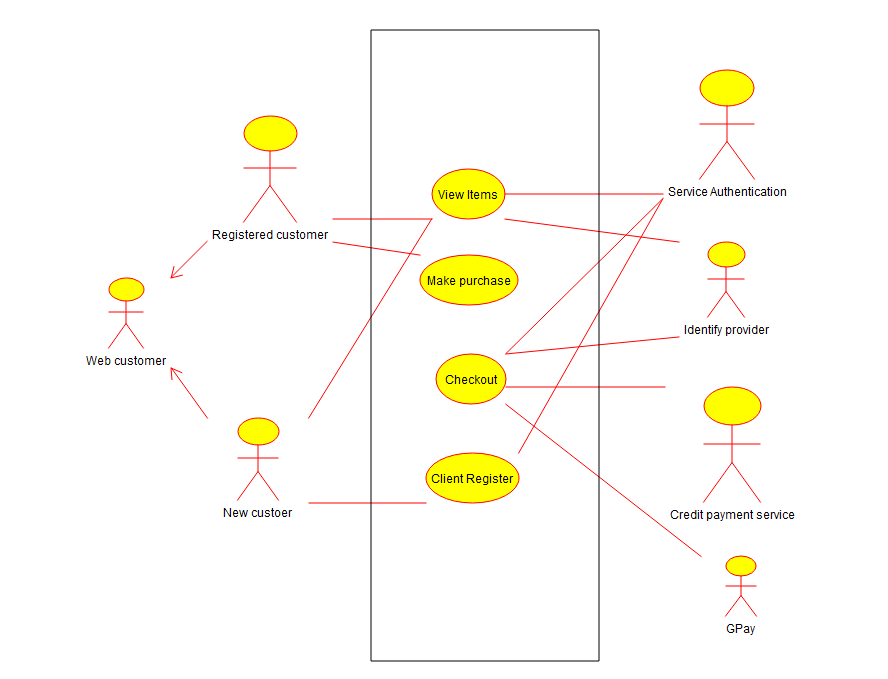 View Items
Service Authentication
Registered customer
Make purchase
Identify provider
Web customer
Checkout
Client Register
New custoer
Credit payment service
GPay